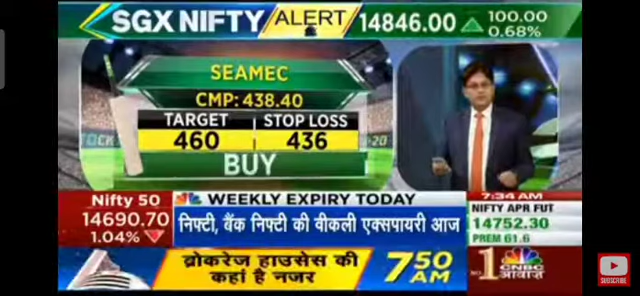 SGX NIFTY
ALERT
14846.00
100.00
0.68%
SEAMEC
CMP: 438.40
TARGET
STOP LOSS
460
436
BUY
Nifty 50
14690.70
1.04%
WEEKLY EXPIRY TODAY
निफ्टी, बैंक निफ्टी की वीकली एक्सपायरी आज
7:34 AM
NIFTY APR FUT
14752.30
PREM 61.6
ब्रोकरेज हाउसेस की
कहां है नजर
7 50
AM
NO.
1
CNBC
आवाज़
SUBSCRIBE